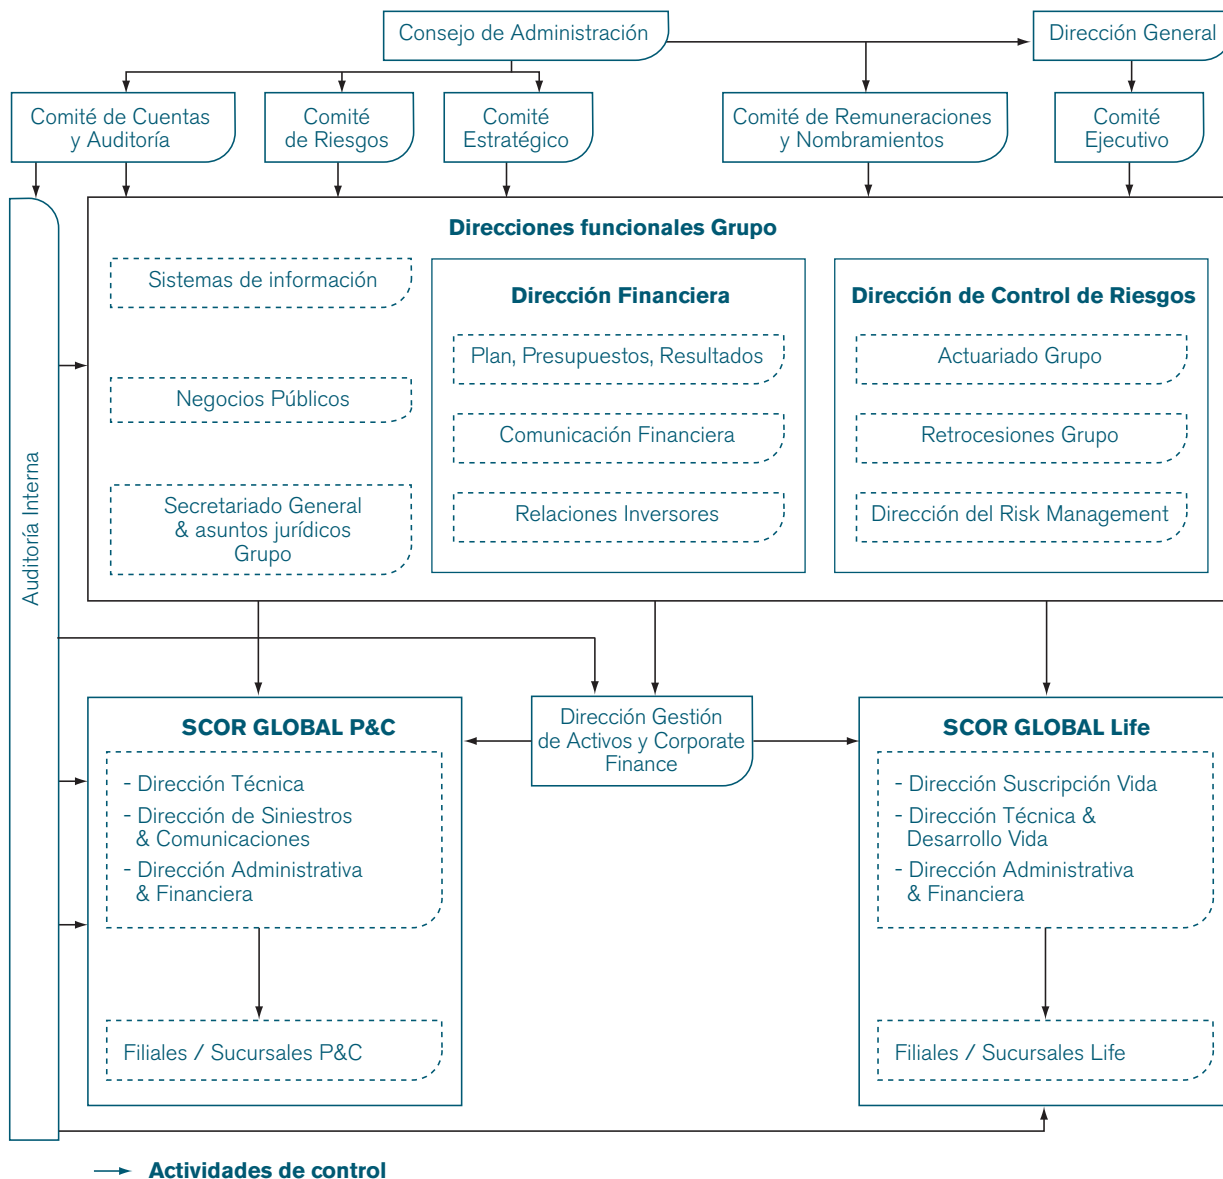 Consejo de Administración
Dirección General
Comité de Cuentas
y Auditoría
Comité
de Riesgos
Comité
Estratégico
Comité de Remuneraciones
y Nombramientos
Comité
Ejecutivo
Auditoría Interna
Direcciones funcionales Grupo
Sistemas de información
Negocios Públicos
Secretariado General
& asuntos jurídicos
Grupo
Dirección Financiera
Plan, Presupuestos, Resultados
Comunicación Financiera
Relaciones Inversores
Dirección de Control de Riesgos
Actuariado Grupo
Retrocesiones Grupo
Dirección del Risk Management
SCOR GLOBAL P&C
- Dirección Técnica
- Dirección de Siniestros
& Comunicaciones
- Dirección Administrativa
& Financiera
Filiales / Sucursales P&C
Dirección Gestión
de Activos y Corporate
Finance
SCOR GLOBAL Life
- Dirección Suscripción Vida
- Dirección Técnica &
Desarrollo Vida
- Dirección Administrativa
& Financiera
Filiales / Sucursales Life
Actividades de control